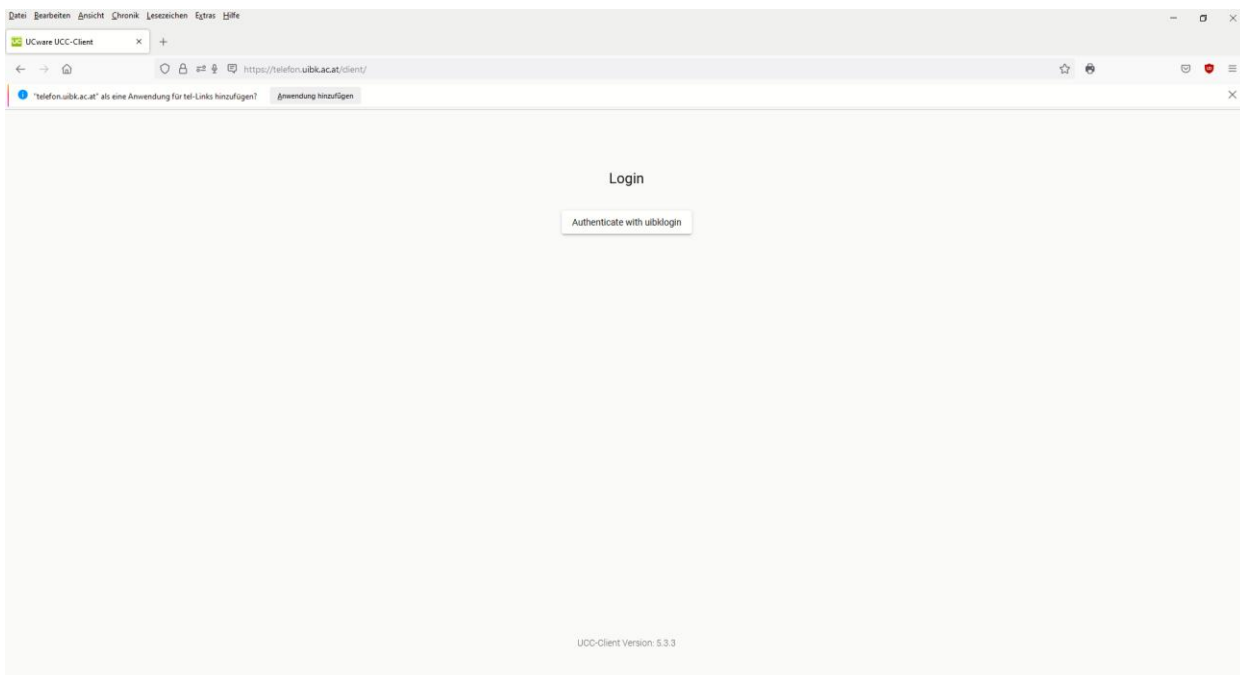 Datei Bearbeiten Ansicht Chronik Lesezeichen Extras Hilfe
UC UCware UCC-Client
https://telefon.uibk.ac.at/client/
"telefon.uibk.ac.at" als eine Anwendung für tel-Links hinzufügen? Anwendung hinzufügen
Login
Authenticate with uibklogin
UCC-Client Version: 5.3.3